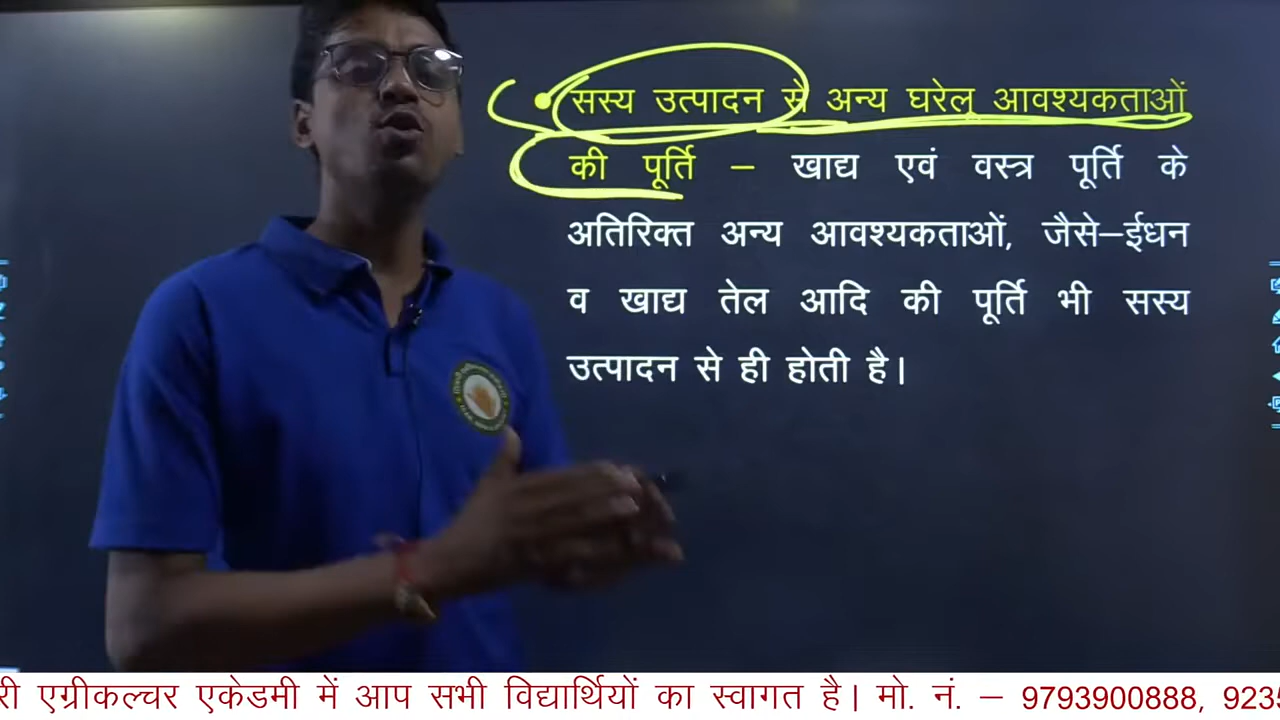 सस्य उत्पादन से अन्य घरेलू आवश्यकताओं
की पूर्ति – खाद्य एवं वस्त्र पूर्ति के
अतिरिक्त अन्य आवश्यकताओं, जैसे–ईधन
व खाद्य तेल आदि की पूर्ति भी सस्य
उत्पादन से ही होती है।
री एग्रीकल्चर एकेडमी में आप सभी विद्यार्थियों का स्वागत है। मो. नं. – 9793900888, 923